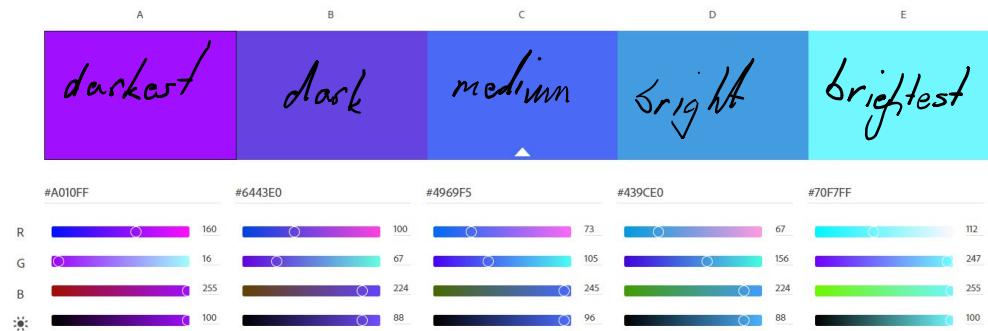 A B C D E
darkest dark medium bright brightest
#A010FF #6443E0 #4969F5 #439CE0 #70F7FF
R 160 100 73 67 112
G 16 67 105 156 247
B 255 224 245 224 255
100 88 96 88 100